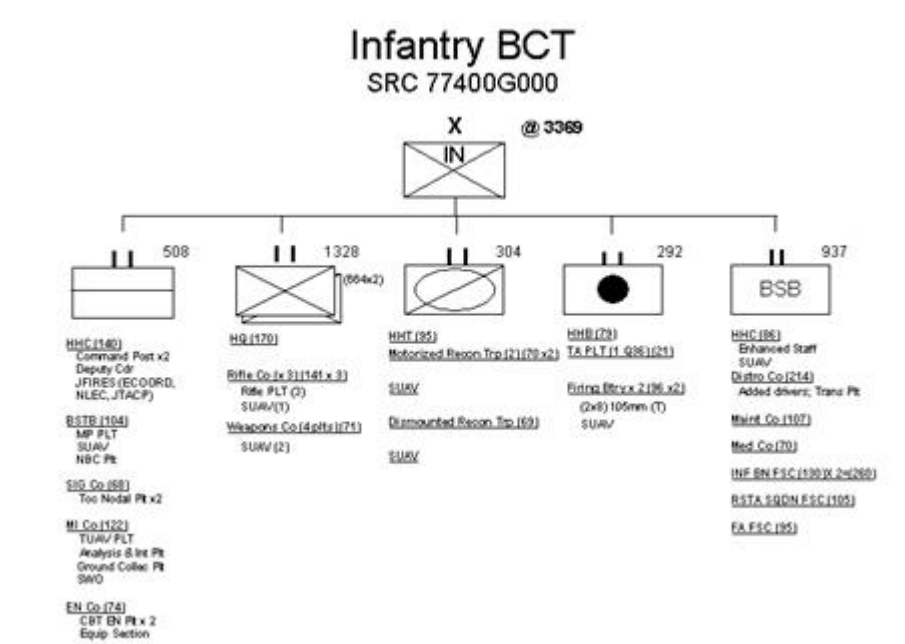 Infantry BCT
SRC 77400G000
X @ 3369
IN
508
HHC (140)
Command Post x2
Deputy Cdr
JFIRES (ECOORD,
NLEC, JTACP)
BSTB (104)
MP PLT
SUAV
NBC Plt
SIG Co (68)
Toc Nodal Plt x2
MI Co (122)
TUAV PLT
Analysis & Int Plt
Ground Collec Plt
SWO
EN Co (74)
CBT EN Plt x 2
Equip Section
1328
(664x2)
HQ (170)
Rifle Co (x 3) (141 x 3)
Rifle PLT (3)
SUAV(1)
Weapons Co (4 plts) (71)
SUAV (2)
304
HHT (95)
Motorized Recon Trp (2) (70 x2)
SUAV
Dismounted Recon Trp (69)
SUAV
292
HHB (79)
TA PLT (1 Q36) (21)
Firing Btry x 2 (96 x2)
(2x8) 105mm (T)
SUAV
937
BSB
HHC (86)
Enhanced Staff
SUAV
Distro Co (214)
Added drivers, Trans Plt
Maint Co (107)
Med Co (70)
INF BN FSC (130)X 2=(260)
RSTA SQDN FSC (105)
FA FSC (95)